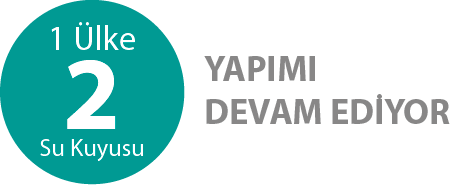 1 Ülke
2
Su Kuyusu
YAPIMI
DEVAM EDİYOR